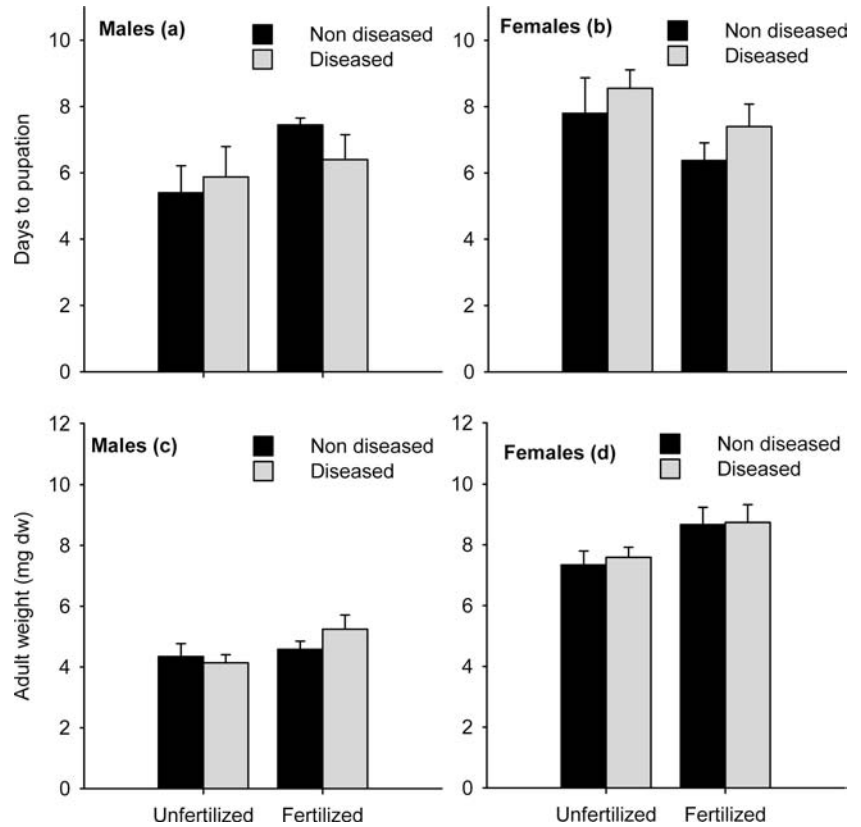 Males (a)
Non diseased
Diseased
Days to pupation
10
8
6
4
2
0
Females (b)
Non diseased
Diseased
10
8
6
4
2
0
Males (c)
Non diseased
Diseased
Adult weight (mg dw)
12
10
8
6
4
2
0
Unfertilized Fertilized
Females (d)
Non diseased
Diseased
12
10
8
6
4
2
0
Unfertilized Fertilized